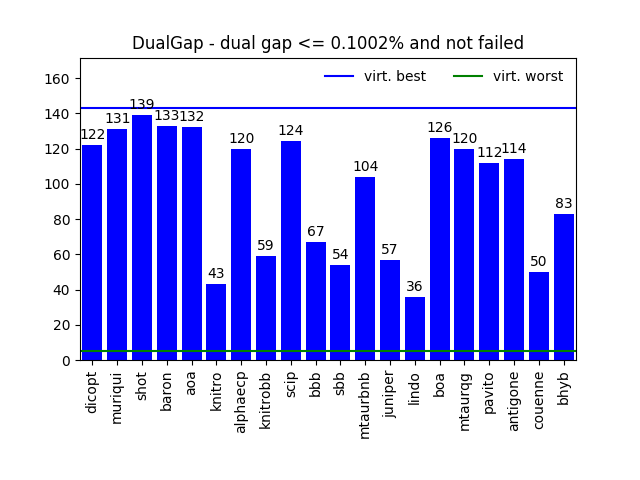 DualGap - dual gap <= 0.1002% and not failed
virt. best
virt. worst
160
140
120
100
80
60
40
20
0
122
131
139
133
132
43
120
59
124
67
54
104
57
36
126
120
112
114
50
83
dicopt
muriqui
shot
baron
aoa
knitro
alphaecp
knitrobb
scip
bbb
sbb
mtaurbnb
juniper
lindo
boa
mtaurqg
pavito
antigone
couenne
bhyb